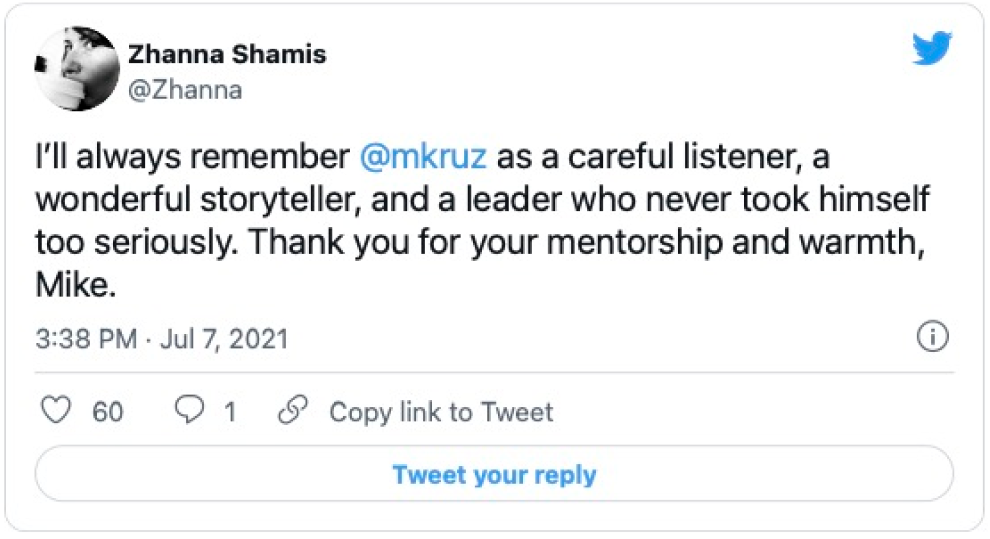 Zhanna Shamis
@Zhanna
I’ll always remember @mkruz as a careful listener, a
wonderful storyteller, and a leader who never took himself
too seriously. Thank you for your mentorship and warmth,
Mike.
3:38 PM · Jul 7, 2021
60 1 Copy link to Tweet
Tweet your reply